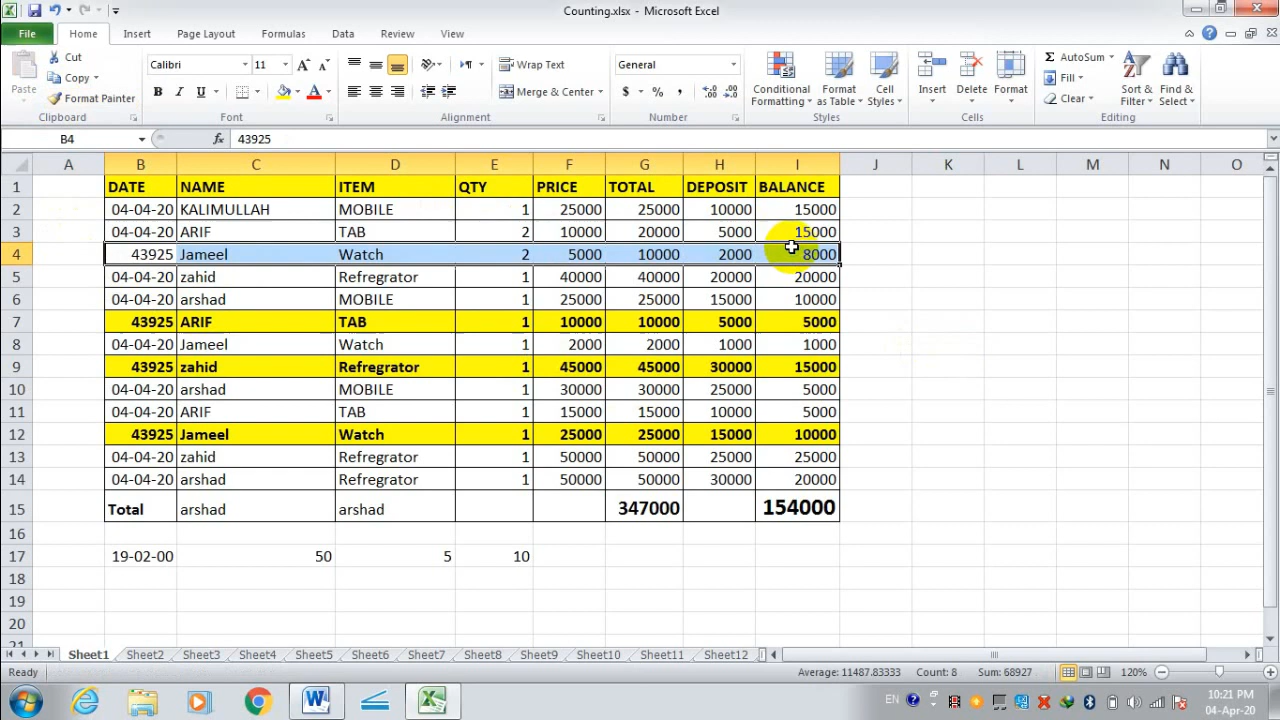 Counting.xlsx - Microsoft Excel
File Home Insert Page Layout Formulas Data Review View
Cut
Copy
Format Painter
Paste
Clipboard
Calibri 11
B I U
Font
Wrap Text
Merge & Center
Alignment
General
$ % ,
Number
Conditional Formatting
Format as Table
Cell Styles
Styles
Insert Delete Format
Cells
AutoSum
Fill
Clear
Sort & Filter
Find & Select
Editing
B4 fx 43925
A B C D E F G H I J K L M N O
1 DATE NAME ITEM QTY PRICE TOTAL DEPOSIT BALANCE
2 04-04-20 KALIMULLAH MOBILE 1 25000 25000 10000 15000
3 04-04-20 ARIF TAB 2 10000 20000 5000 15000
4 43925 Jameel Watch 2 5000 10000 2000 8000
5 04-04-20 zahid Refregrator 1 40000 40000 20000 20000
6 04-04-20 arshad MOBILE 1 25000 25000 15000 10000
7 43925 ARIF TAB 1 10000 10000 5000 5000
8 04-04-20 Jameel Watch 1 2000 2000 1000 1000
9 43925 zahid Refregrator 1 45000 45000 30000 15000
10 04-04-20 arshad MOBILE 1 30000 30000 25000 5000
11 04-04-20 ARIF TAB 1 15000 15000 10000 5000
12 43925 Jameel Watch 1 25000 25000 15000 10000
13 04-04-20 zahid Refregrator 1 50000 50000 25000 25000
14 04-04-20 arshad Refregrator 1 50000 50000 30000 20000
15 Total arshad arshad 347000 154000
16
17 19-02-00 50 5 10
18
19
20
21
Sheet1 Sheet2 Sheet3 Sheet4 Sheet5 Sheet6 Sheet7 Sheet8 Sheet9 Sheet10 Sheet11 Sheet12
Ready Average: 11487.83333 Count: 8 Sum: 68927 120%
EN 10:21 PM
04-Apr-20